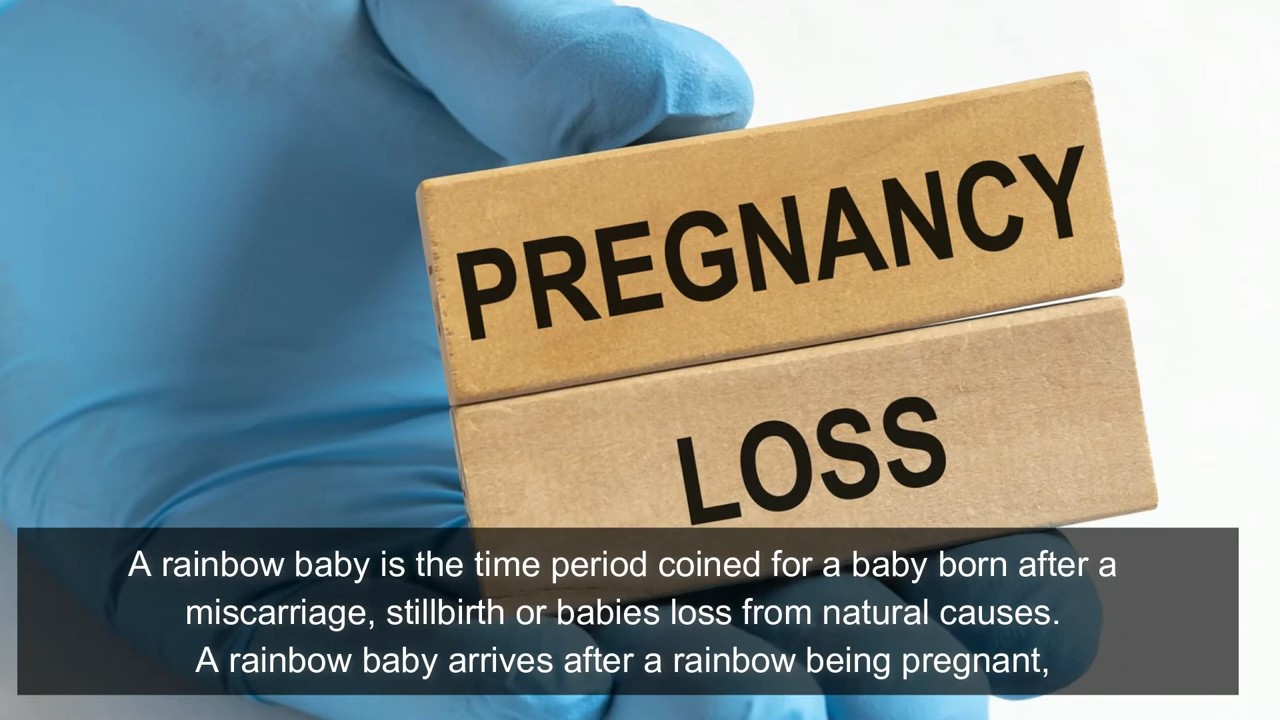 PREGNANCY
LOSS
A rainbow baby is the time period coined for a baby born after a
miscarriage, stillbirth or babies loss from natural causes.
A rainbow baby arrives after a rainbow being pregnant,